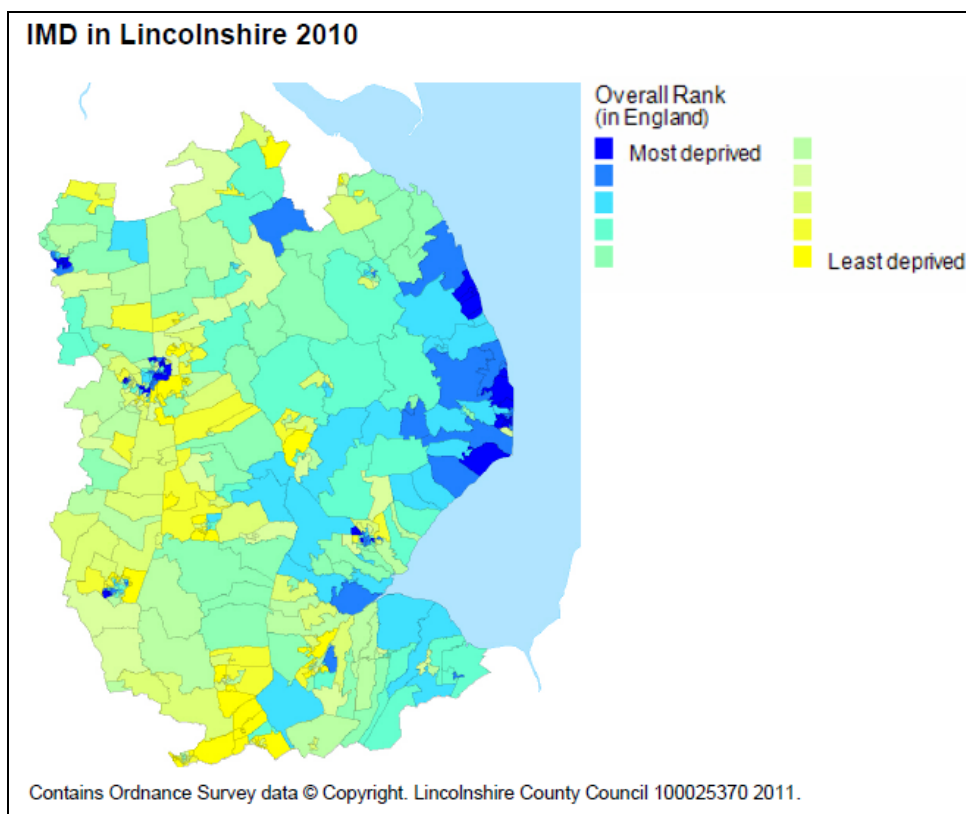 IMD in Lincolnshire 2010
Overall Rank
(in England)
Most deprived
Least deprived
Contains Ordnance Survey data © Copyright. Lincolnshire County Council 100025370 2011.